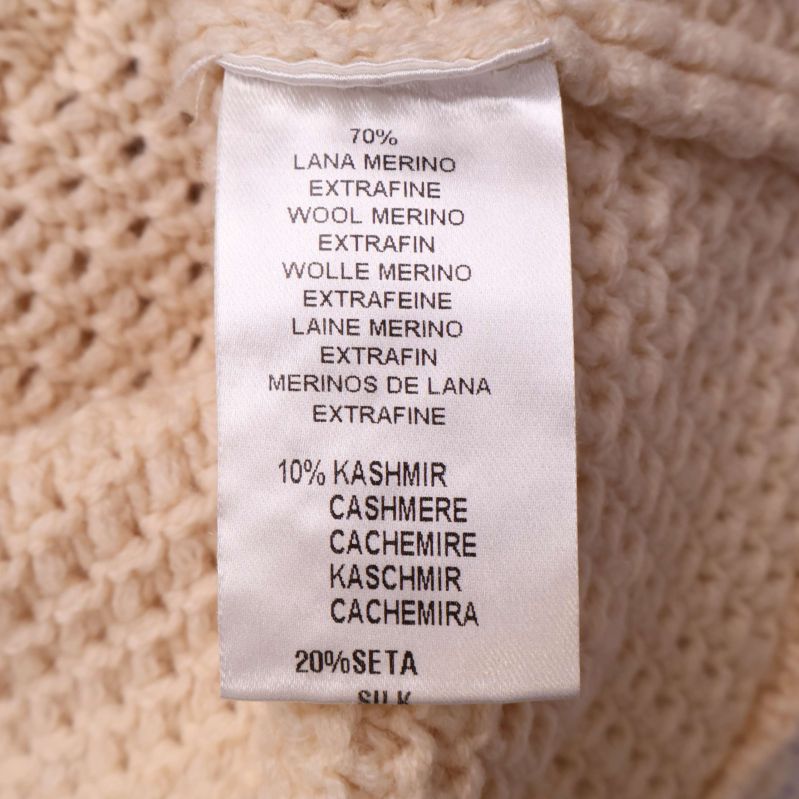 70%
LANA MERINO
EXTRAFINE
WOOL MERINO
EXTRAFIN
WOLLE MERINO
EXTRAFEINE
LAINE MERINO
EXTRAFIN
MERINOS DE LANA
EXTRAFINE
10% KASHMIR
CASHMERE
CACHEMIRE
KASCHMIR
CACHEMIRA
20%SETA
SILK